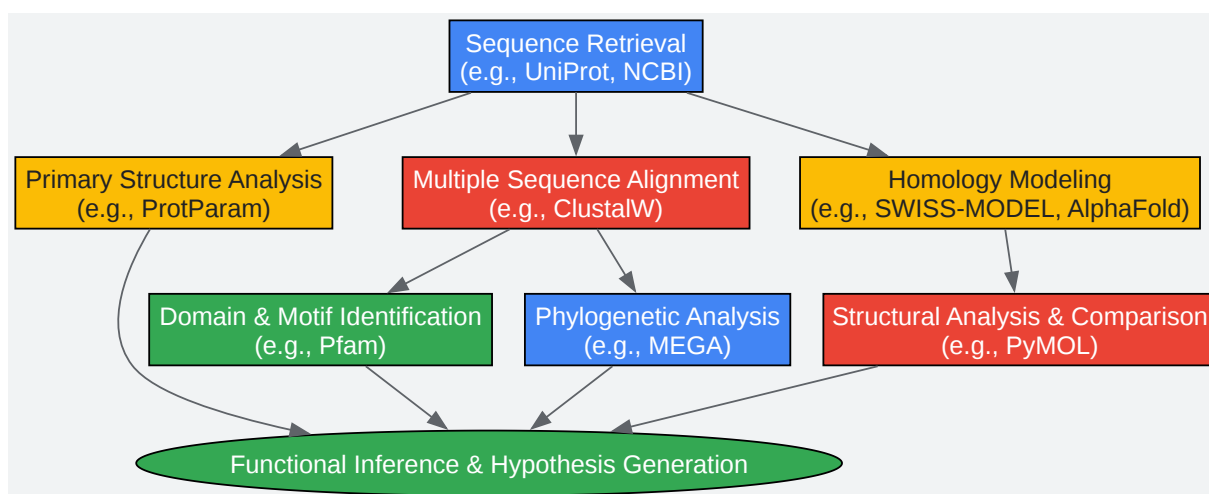 Sequence Retrieval
(e.g., UniProt, NCBI)
Primary Structure Analysis
(e.g., ProtParam)
Multiple Sequence Alignment
(e.g., ClustalW)
Homology Modeling
(e.g., SWISS-MODEL, AlphaFold)
Domain & Motif Identification
(e.g., Pfam)
Phylogenetic Analysis
(e.g., MEGA)
Structural Analysis & Comparison
(e.g., PyMOL)
Functional Inference & Hypothesis Generation